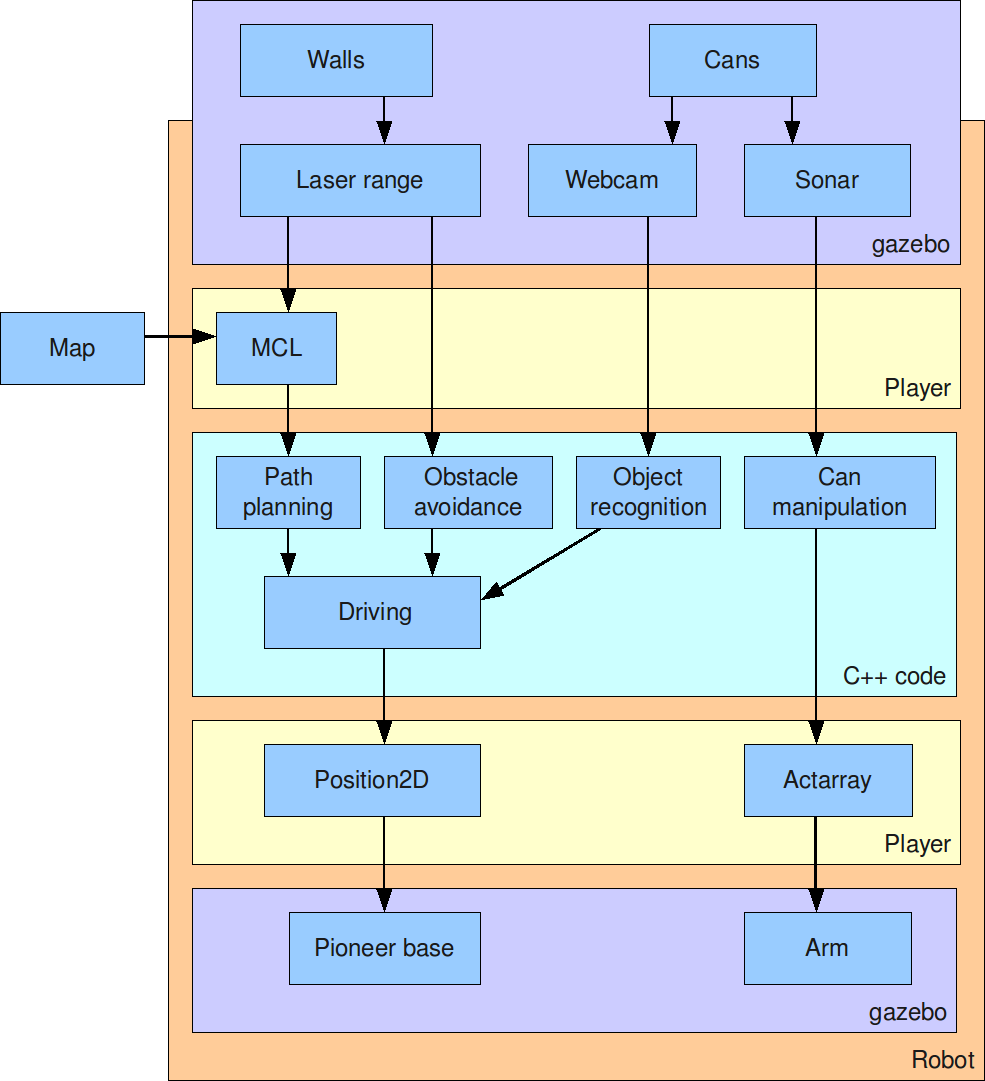 Walls
Cans
Laser range
Webcam
Sonar
gazebo
Map
MCL
Player
Path
planning
Obstacle
avoidance
Object
recognition
Can
manipulation
Driving
C++ code
Position2D
Actarray
Player
Pioneer base
Arm
gazebo
Robot